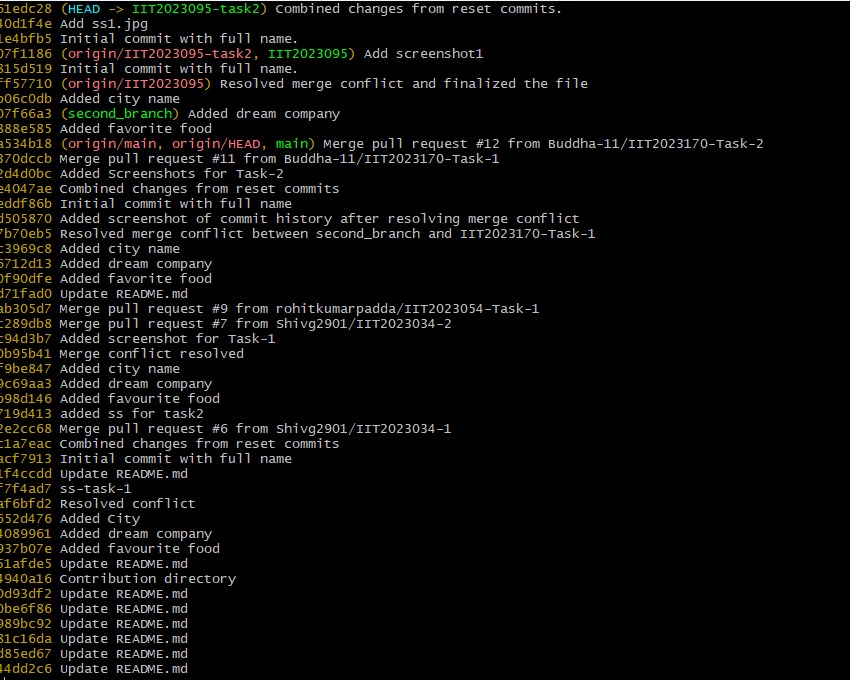 51edc28 (HEAD -> IIT2023095-task2) Combined changes from reset commits.
40d1f4e Add ss1.jpg
1e4bfb5 Initial commit with full name.
07f1186 (origin/IIT2023095-task2, IIT2023095) Add screenshot1
815d519 Initial commit with full name.
ff57710 (origin/IIT2023095) Resolved merge conflict and finalized the file
b06c0db Added city name
07f66a3 (second_branch) Added dream company
888e585 Added favorite food
a534b18 (origin/main, origin/HEAD, main) Merge pull request #12 from Buddha-11/IIT2023170-Task-2
370dccb Merge pull request #11 from Buddha-11/IIT2023170-Task-1
2d4d0bc Added Screenshots for Task-2
e4047ae Combined changes from reset commits
eddf86b Initial commit with full name
d505870 Added screenshot of commit history after resolving merge conflict
7b70eb5 Resolved merge conflict between second_branch and IIT2023170-Task-1
c3969c8 Added city name
6712d13 Added dream company
0f90dfe Added favorite food
d71fad0 Update README.md
ab305d7 Merge pull request #9 from rohitkumarpadda/IIT2023054-Task-1
c289db8 Merge pull request #7 from Shivg2901/IIT2023034-2
c94d3b7 Added screenshot for Task-1
0b95b41 Merge conflict resolved
f9be847 Added city name
9c69aa3 Added dream company
b98d146 Added favourite food
719d413 added ss for task2
2e2cc68 Merge pull request #6 from Shivg2901/IIT2023034-1
c1a7eac Combined changes from reset commits
acf7913 Initial commit with full name
1f4ccdd Update README.md
f7f4ad7 ss-task-1
af6bfd2 Resolved conflict
652d476 Added City
4089961 Added dream company
937b07e Added favourite food
51afde5 Update README.md
4940a16 Contribution directory
0d93df2 Update README.md
0be6f86 Update README.md
989bc92 Update README.md
81c16da Update README.md
d85ed67 Update README.md
44dd2c6 Update README.md